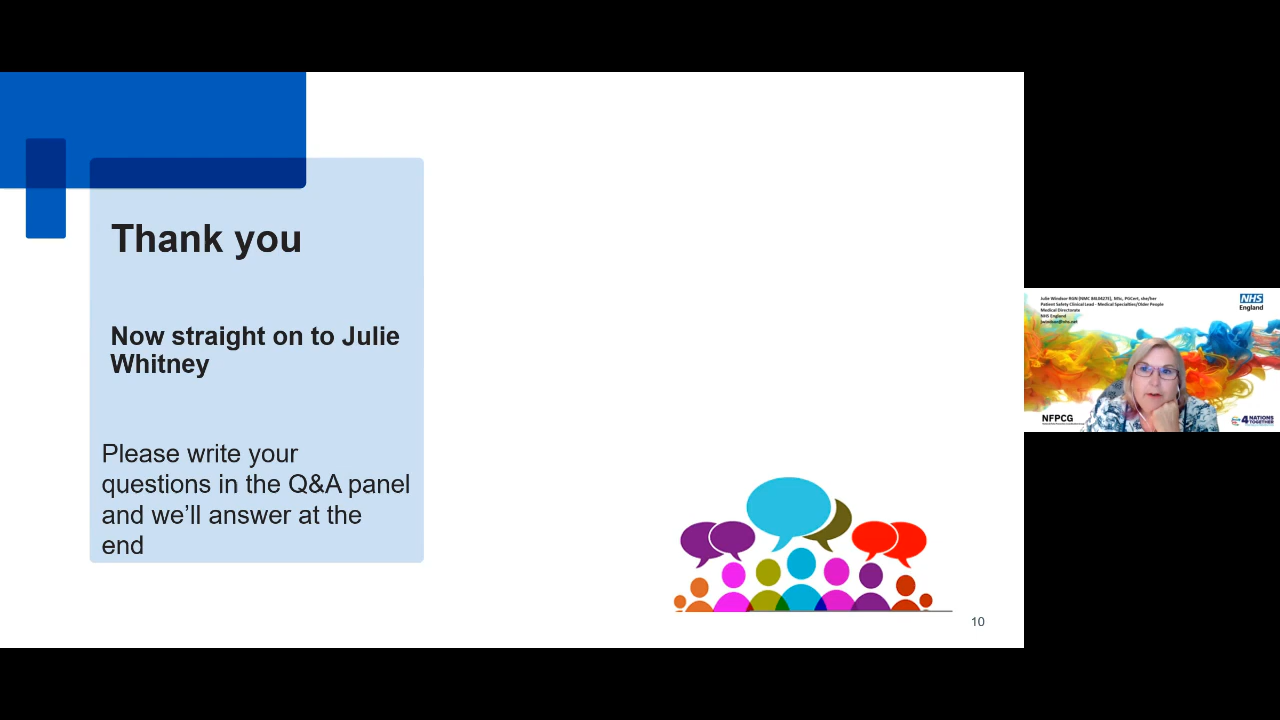 Thank you
Now straight on to Julie
Whitney
Please write your
questions in the Q&A panel
and we’ll answer at the
end
10
Julie Windsor RGN (NMC 84I0427E), MSc, PGCert, she/her
Patient Safety Clinical Lead - Medical Specialties/Older People
Medical Directorate
NHS England
NHS
England
NFPCG
4 NATIONS
TOGETHER